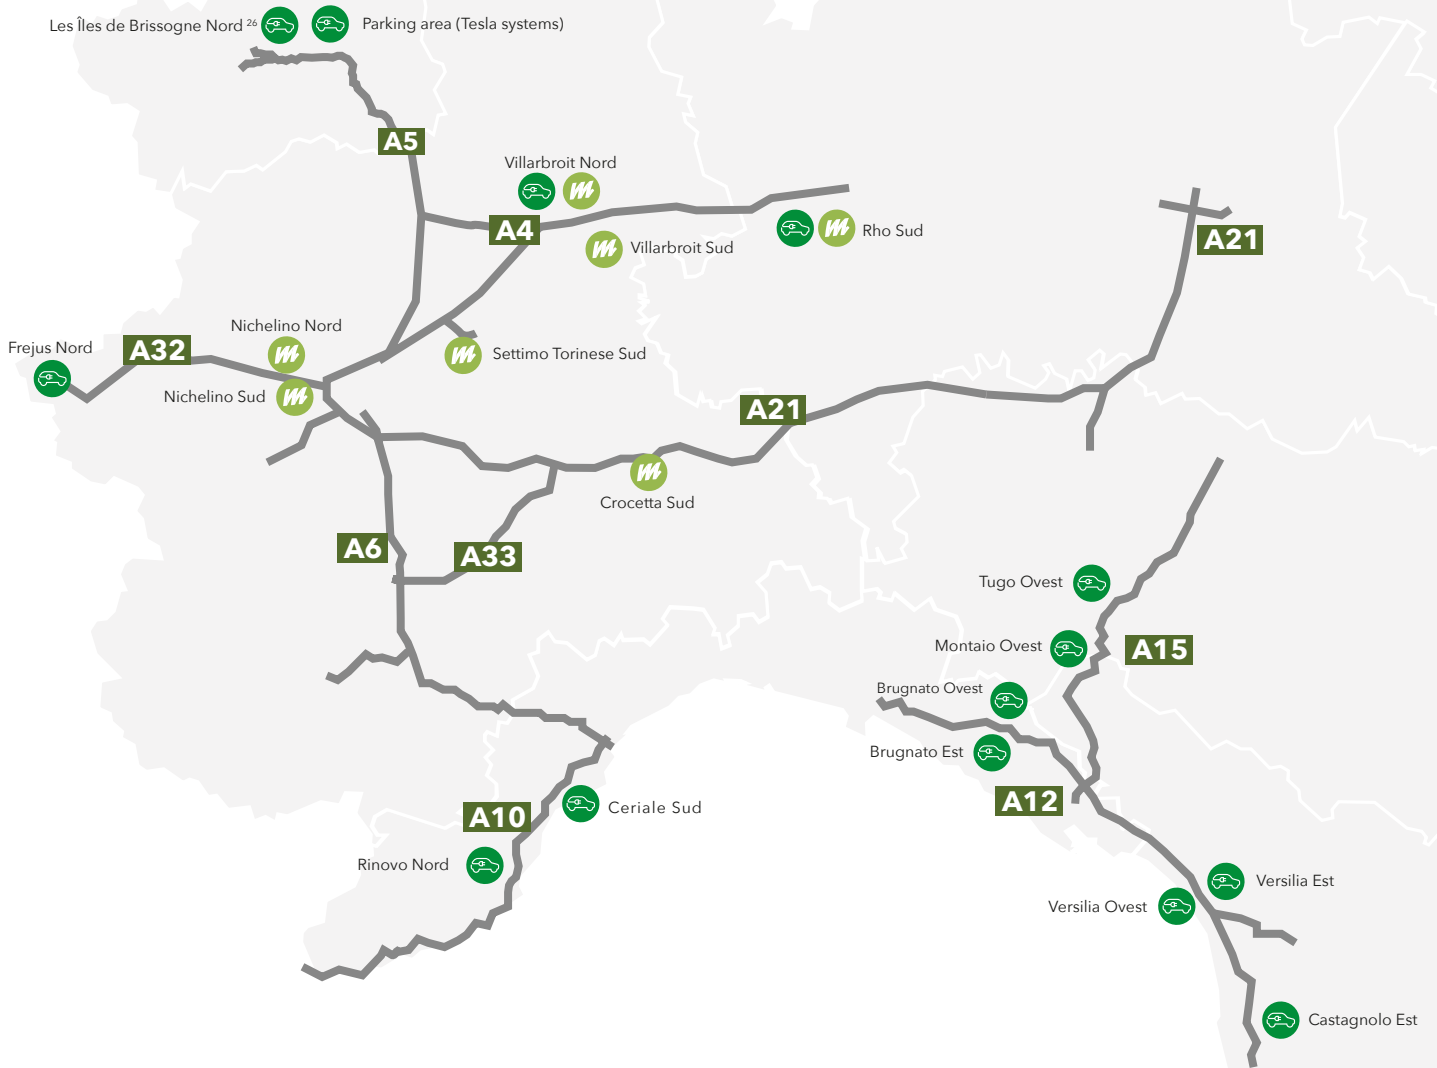 Les Îles de Brissogne Nord 26
Parking area (Tesla systems)
A5
Villarbroit Nord
A4
Villarbroit Sud
Rho Sud
A21
Nichelino Nord
Frejus Nord
A32
Settimo Torinese Sud
Nichelino Sud
A21
Crocetta Sud
A6
A33
Tugo Ovest
Montaio Ovest
A15
Brugnato Ovest
Brugnato Est
A12
Ceriale Sud
A10
Rinovo Nord
Versilia Est
Versilia Ovest
Castagnolo Est